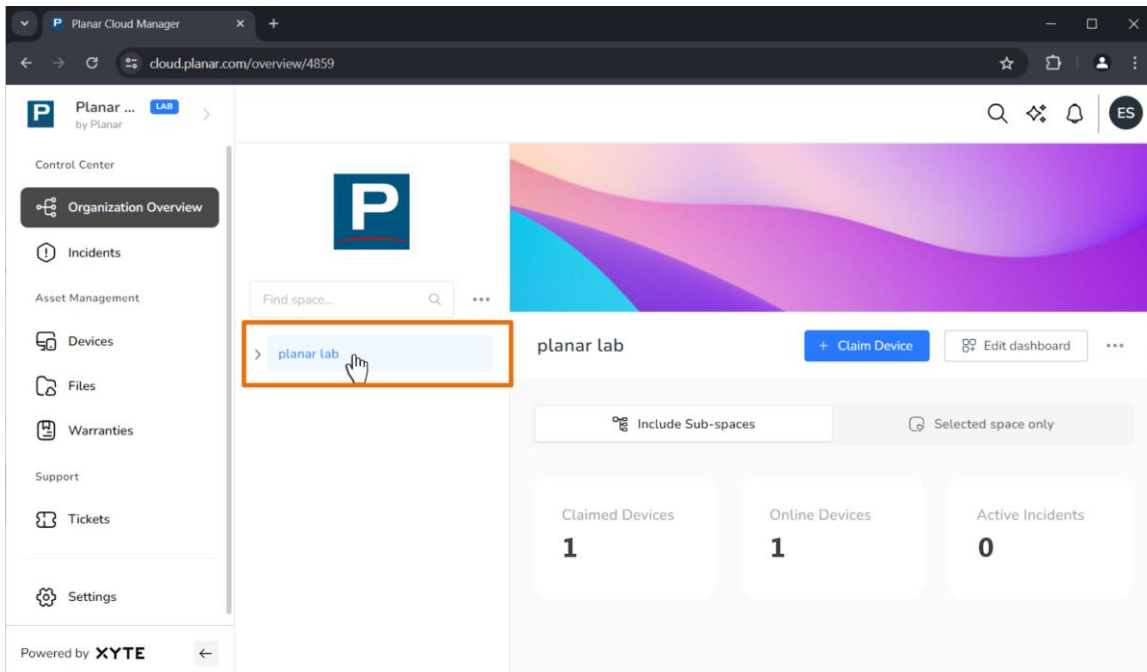 P Planar Cloud Manager
cloud.planar.com/overview/4859
P
Planar ... LAB
by Planar
ES
Control Center
Organization Overview
Incidents
Asset Management
Devices
Files
Warranties
Support
Tickets
Settings
Powered by XYTE
P
Find space...
planar lab
planar lab
+ Claim Device
Edit dashboard
Include Sub-spaces
Selected space only
Claimed Devices
1
Online Devices
1
Active Incidents
0